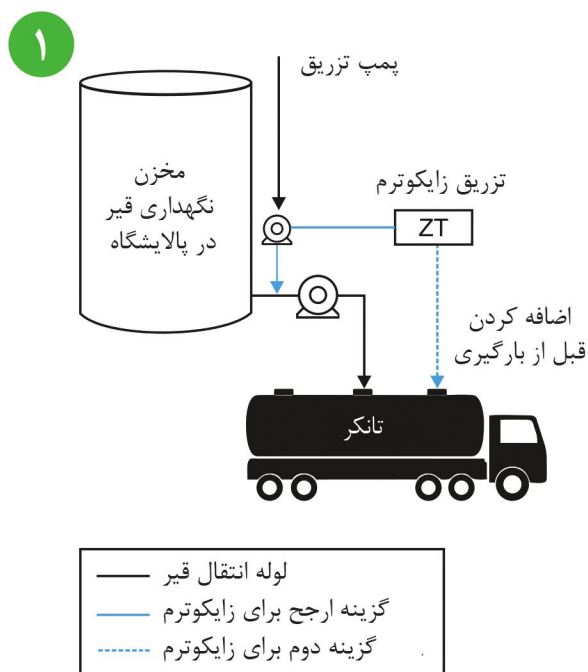 ۱
پمپ تزریق
مخزن
نگهداری قیر
در پالایشگاه
تزریق زایکوترم
ZT
اضافه کردن
قبل از بارگیری
تانکر
لوله انتقال قیر
گزینه ارجح برای زایکوترم
گزینه دوم برای زایکوترم